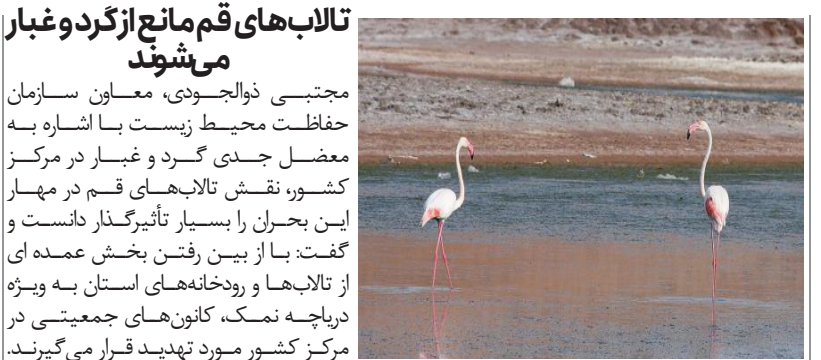 تالاب‌های قم مانع از گرد و غبار
می‌شوند
مجتبی ذوالجودی، معاون سازمان
حفاظت محیط زیست با اشاره به
معضل جدی گرد و غبار در مرکز
کشور، نقش تالاب‌های قم در مهار
این بحران را بسیار تأثیرگذار دانست و
گفت: با از بین رفتن بخش عمده ای
از تالاب‌ها و رودخانه‌های استان به ویژه
دریاچه نمک، کانون‌های جمعیتی در
مرکز کشور مورد تهدید قرار می‌گیرند.